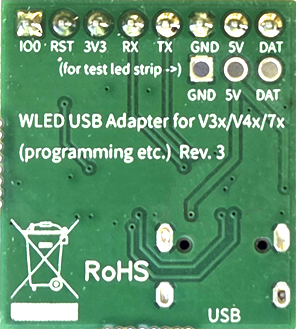 IO0 RST 3V3 RX TX GND 5V DAT
(for test led strip ->)
GND 5V DAT
WLED USB Adapter for V3x/V4x/7x
(programming etc.) Rev. 3
RoHS
USB